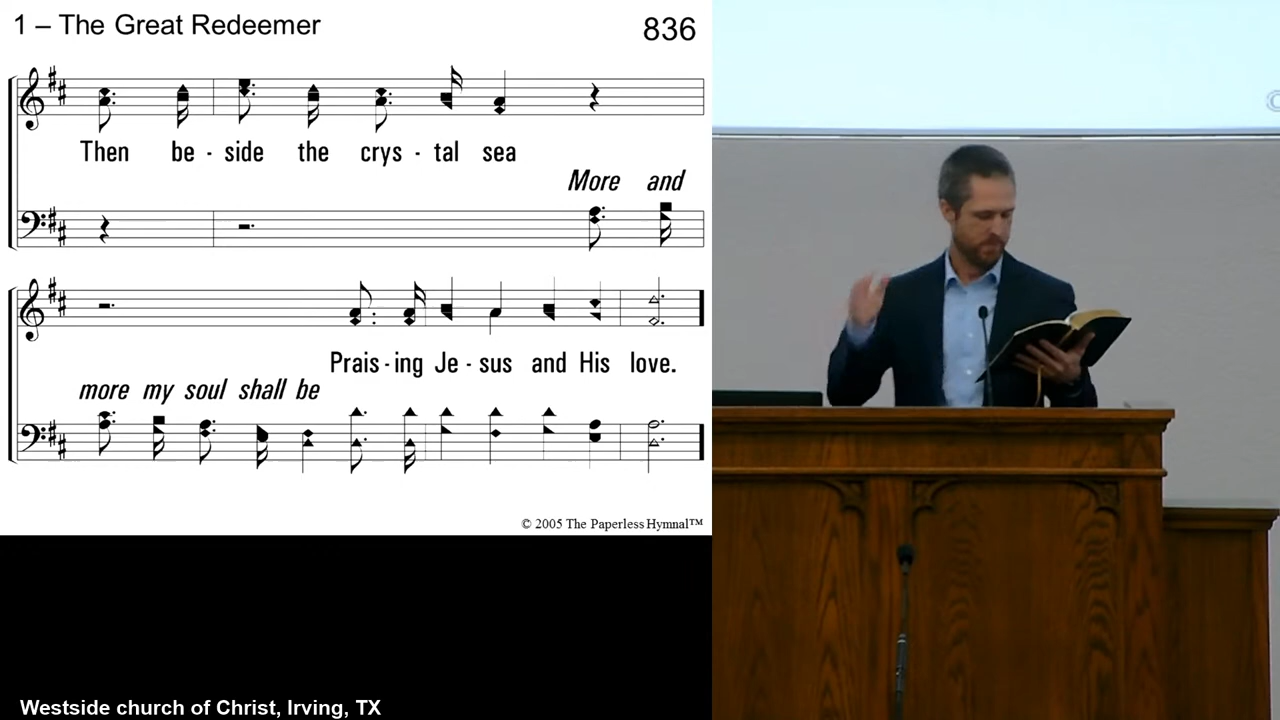 1 – The Great Redeemer
836
Then be - side the crys - tal sea
More and
Prais - ing Je - sus and His love.
more my soul shall be
© 2005 The Paperless Hymnal™
Westside church of Christ, Irving, TX